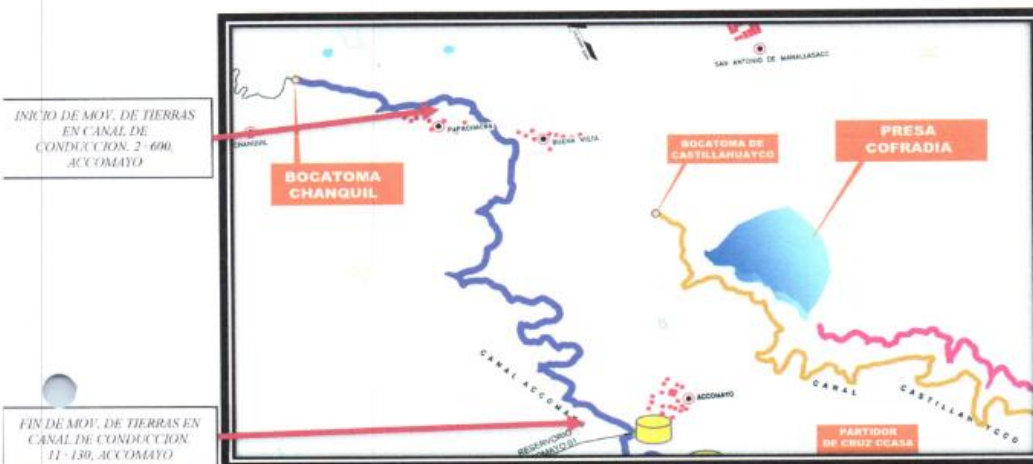 SAN ANTONIO DE MANALLASACC
INICIO DE MOV. DE TIERRAS
EN CANAL DE
CONDUCCION. 2+600,
ACCOMAYO
CHANQUIL
PAPACHACRA
BUENA VISTA
BOCATOMA
CHANQUIL
BOCATOMA DE
CASTILLAHUAYCO
PRESA
COFRADIA
CANAL ACCOMAYO
ACCOMAYO
CANAL CASTILLAHUAYCO
FIN DE MOV. DE TIERRAS EN
CANAL DE CONDUCCION.
11+130, ACCOMAYO
RESERVORIO
PARTIDOR
DE CRUZ CCASA